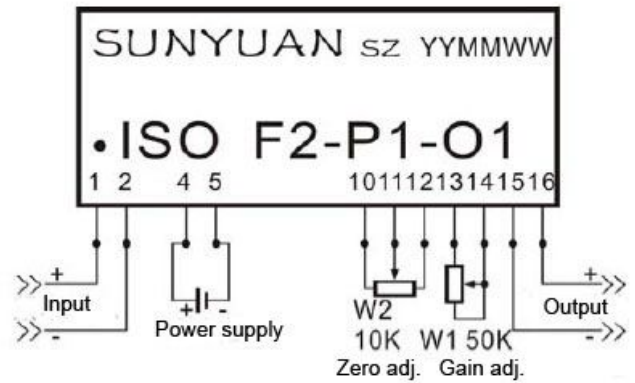 SUNYUAN SZ YYMMWW
•ISO F2-P1-O1
1 2 4 5 10 11 12 13 14 15 16
+ + - +
Input Power supply W2 Output
- 10K W1 50K -
Zero adj. Gain adj.